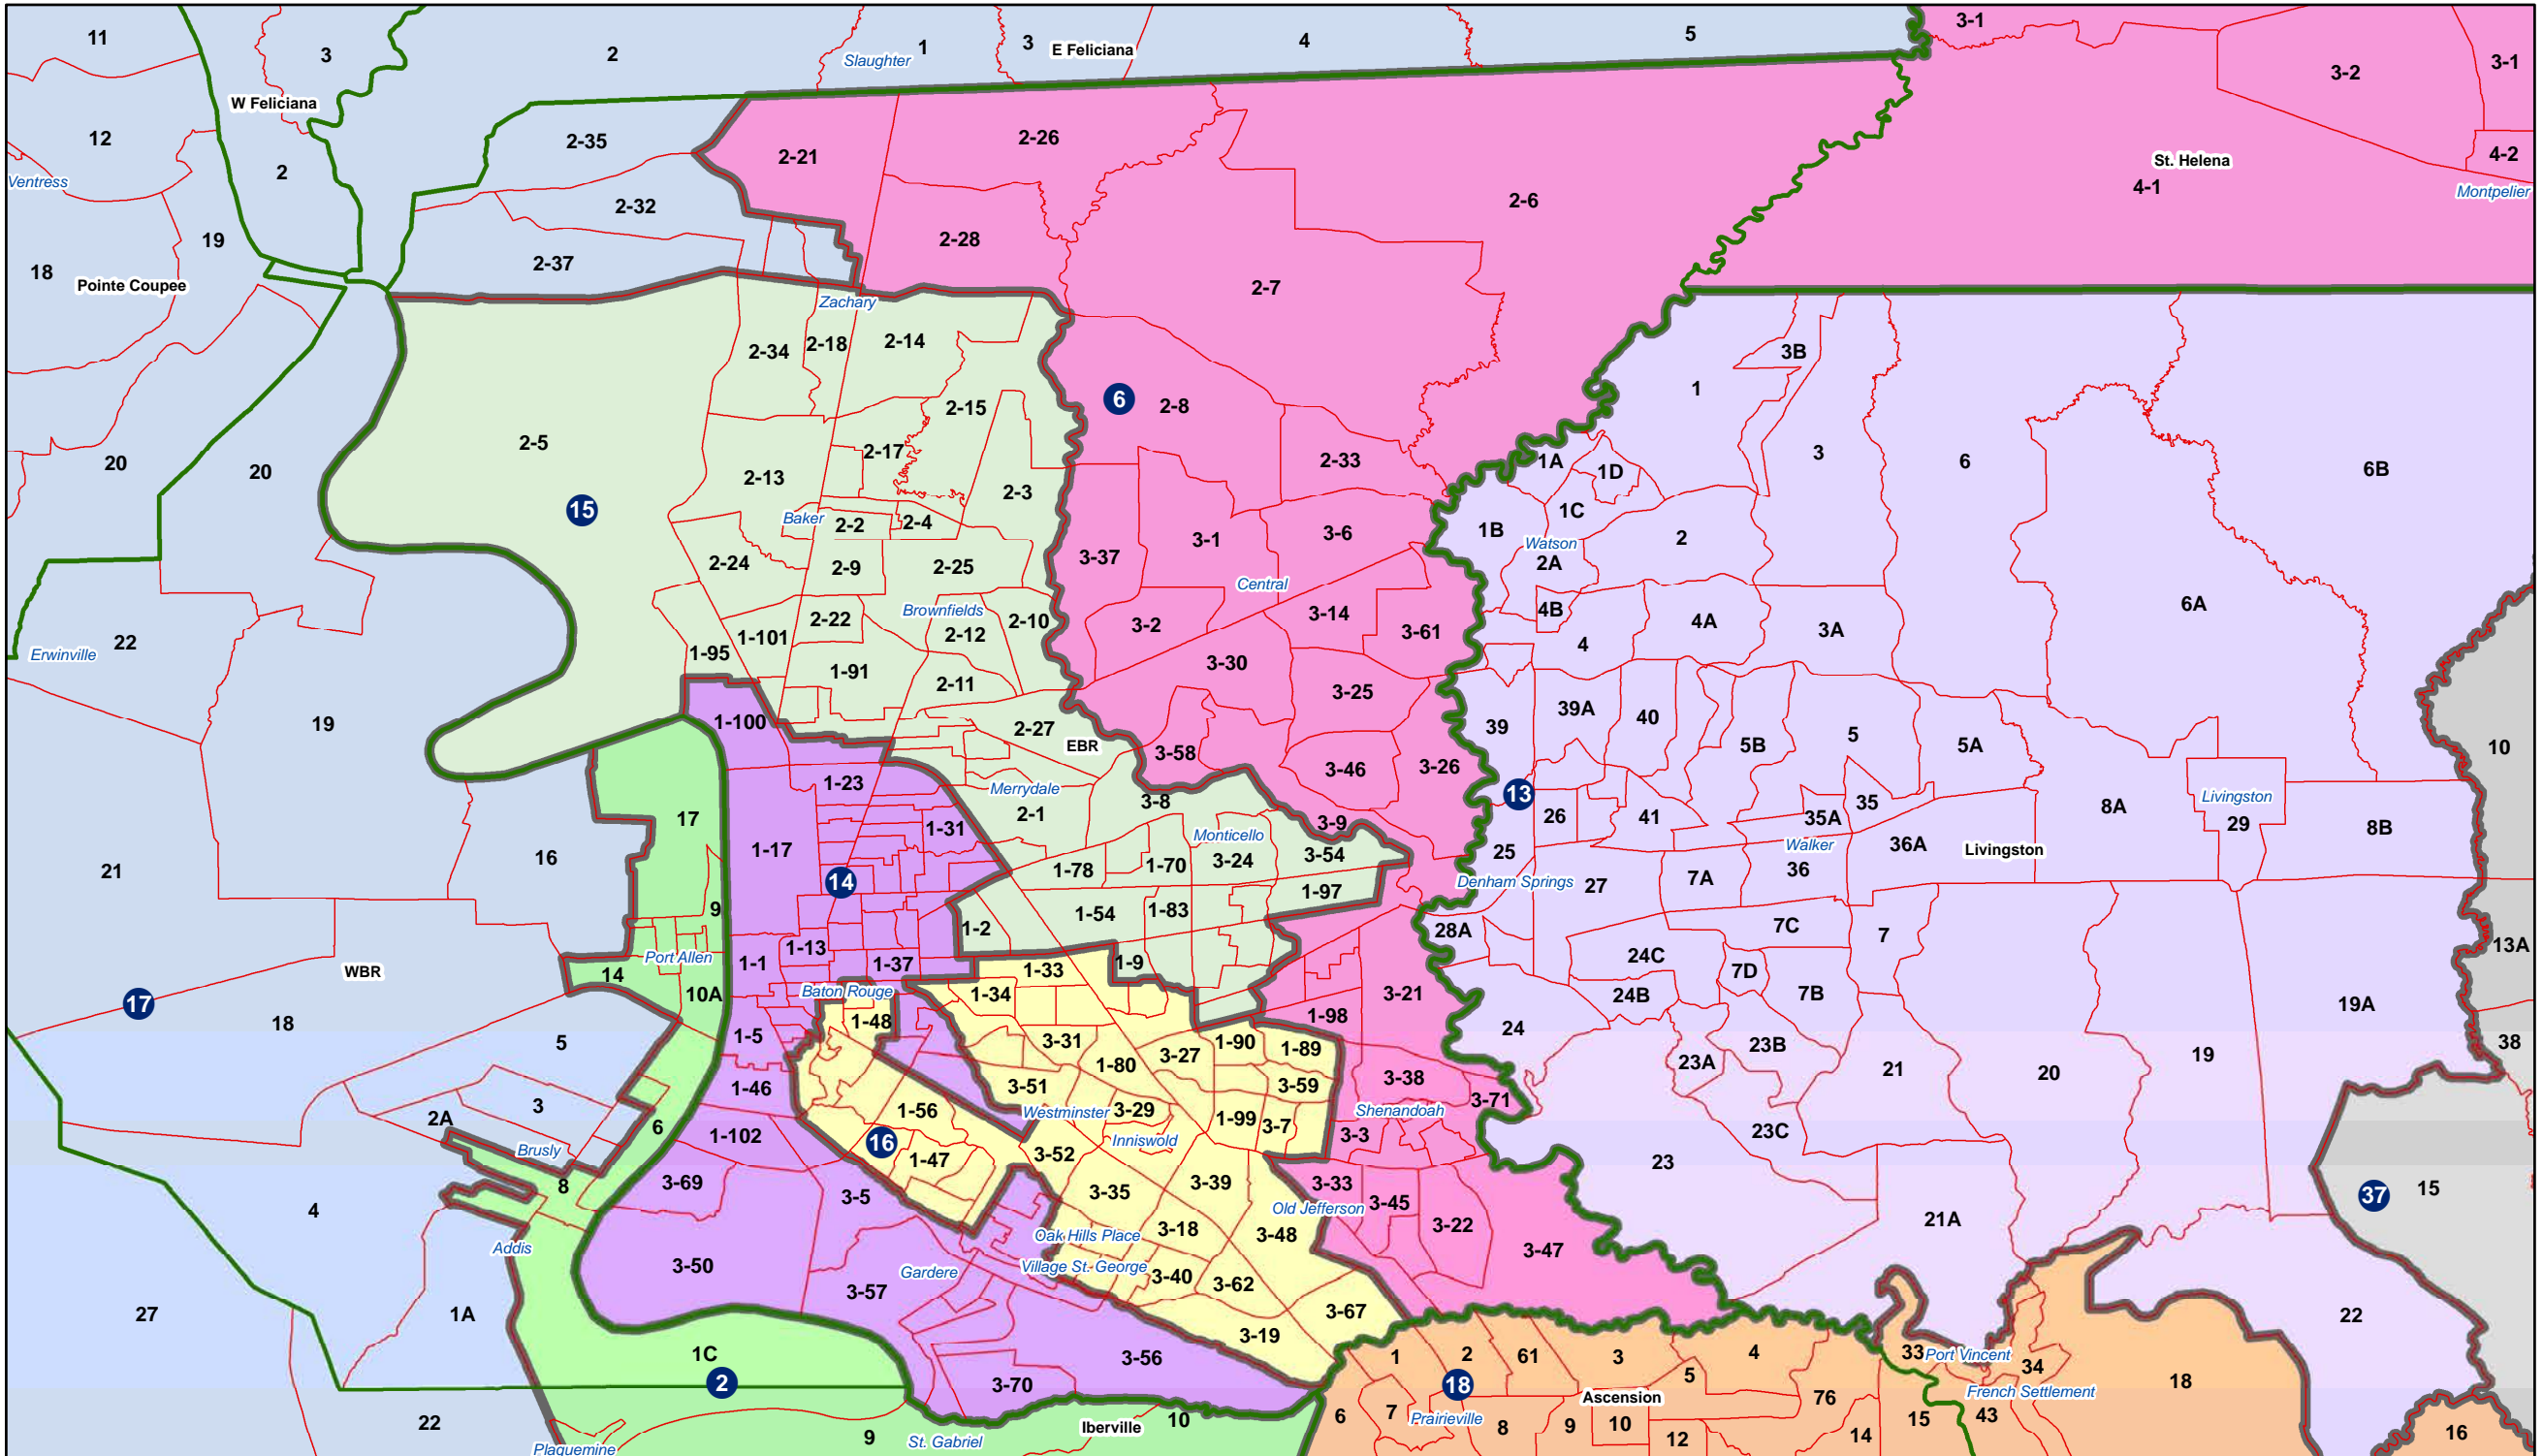 11
3
2
Slaughter
1
3
E Feliciana
4
5
3-1
3-2
3-1
W Feliciana
12
2
2-35
2-21
2-26
St. Helena
4-2
Ventress
2-32
2-6
4-1
Montpelier
19
2-28
18
Pointe Coupee
2-37
2-7
Zachary
2-34
2-18
2-14
3B
1
6
2-8
2-15
2-5
2-17
2-33
1A
1D
3
6
6B
20
20
2-13
2-3
15
Baker
2-2
2-4
3-37
3-1
3-6
1B
1C
Watson
2
2-24
2-9
2-25
Central
2A
22
Erwinville
2-22
Brownfields
2-12
2-10
3-2
3-14
3-61
4B
4A
3A
6A
1-95
1-101
1-91
2-11
3-30
4
19
1-100
2-27
EBR
3-25
39
39A
40
5B
5
5A
10
3-58
3-46
3-26
1-23
Merrydale
3-8
13
Livingston
17
1-31
2-1
Monticello
3-9
26
41
35A
35
8A
29
8B
16
21
1-17
14
1-78
1-70
3-24
3-54
25
Walker
36A
Livingston
Denham Springs
27
7A
36
9
1-2
1-54
1-83
1-97
28A
7C
7
13A
Port Allen
1-13
24C
WBR
14
1-1
1-37
1-33
1-9
7D
17
10A
Baton Rouge
1-34
3-21
24B
7B
19A
18
5
1-5
1-48
3-31
1-80
3-27
1-90
1-89
1-98
24
23A
23B
21
20
19
38
2A
3
1-46
1-56
3-51
Westminster
3-29
3-59
3-38
3-71
Shenandoah
6
1-102
16
1-47
3-52
Inniswold
1-99
3-7
3-3
23C
23
Brusly
8
3-69
3-5
3-35
3-39
3-33
3-45
37
15
4
Addis
3-50
Oak Hills Place
3-18
3-48
Old Jefferson
3-22
3-47
21A
Gardere
Village St. George
3-40
3-62
27
1A
3-57
3-67
22
3-19
1C
2
3-56
1
2
61
3
4
5
33
Port Vincent
34
3-70
18
Ascension
76
French Settlement
18
22
Plaquemine
9
St. Gabriel
Iberville
10
6
7
Prairieville
8
9
10
12
14
15
43
16